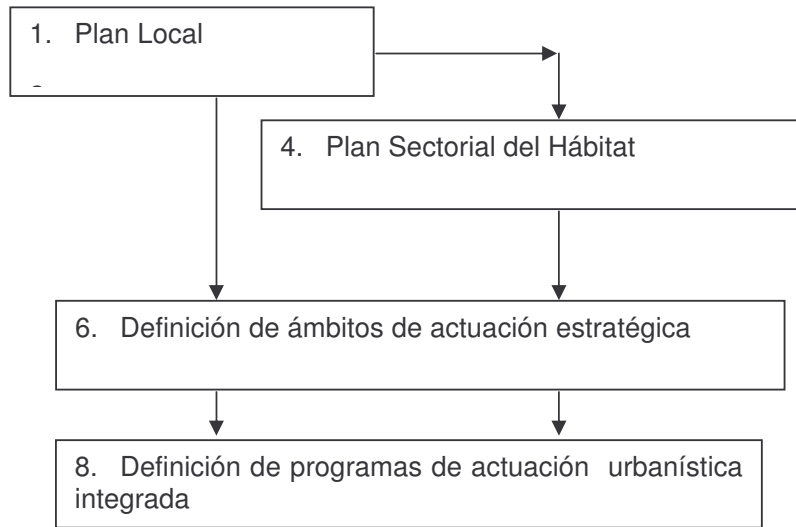 1. Plan Local
4. Plan Sectorial del Hábitat
6. Definición de ámbitos de actuación estratégica
8. Definición de programas de actuación urbanística
integrada